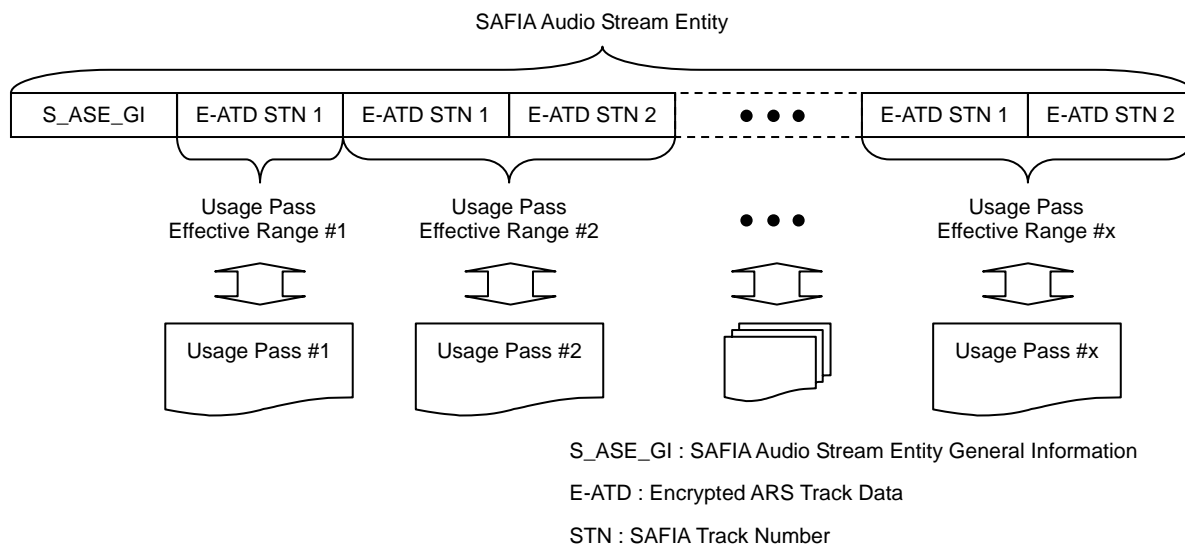 SAFIA Audio Stream Entity
S_ASE_GI
E-ATD STN 1
E-ATD STN 1
E-ATD STN 2
E-ATD STN 1
E-ATD STN 2
Usage Pass
Effective Range #1
Usage Pass
Effective Range #2
Usage Pass
Effective Range #x
Usage Pass #1
Usage Pass #2
Usage Pass #x
S_ASE_GI : SAFIA Audio Stream Entity General Information
E-ATD : Encrypted ARS Track Data
STN : SAFIA Track Number